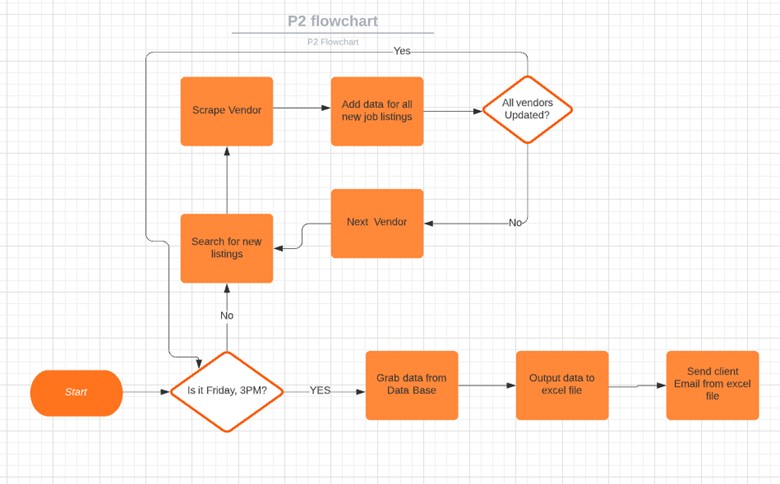 P2 flowchart
P2 Flowchart
Yes
Scrape Vendor
Add data for all
new job listings
All vendors
Updated?
Next Vendor
No
Search for new
listings
No
Start
Is it Friday, 3PM?
YES
Grab data from
Data Base
Output data to
excel file
Send client
Email from excel
file